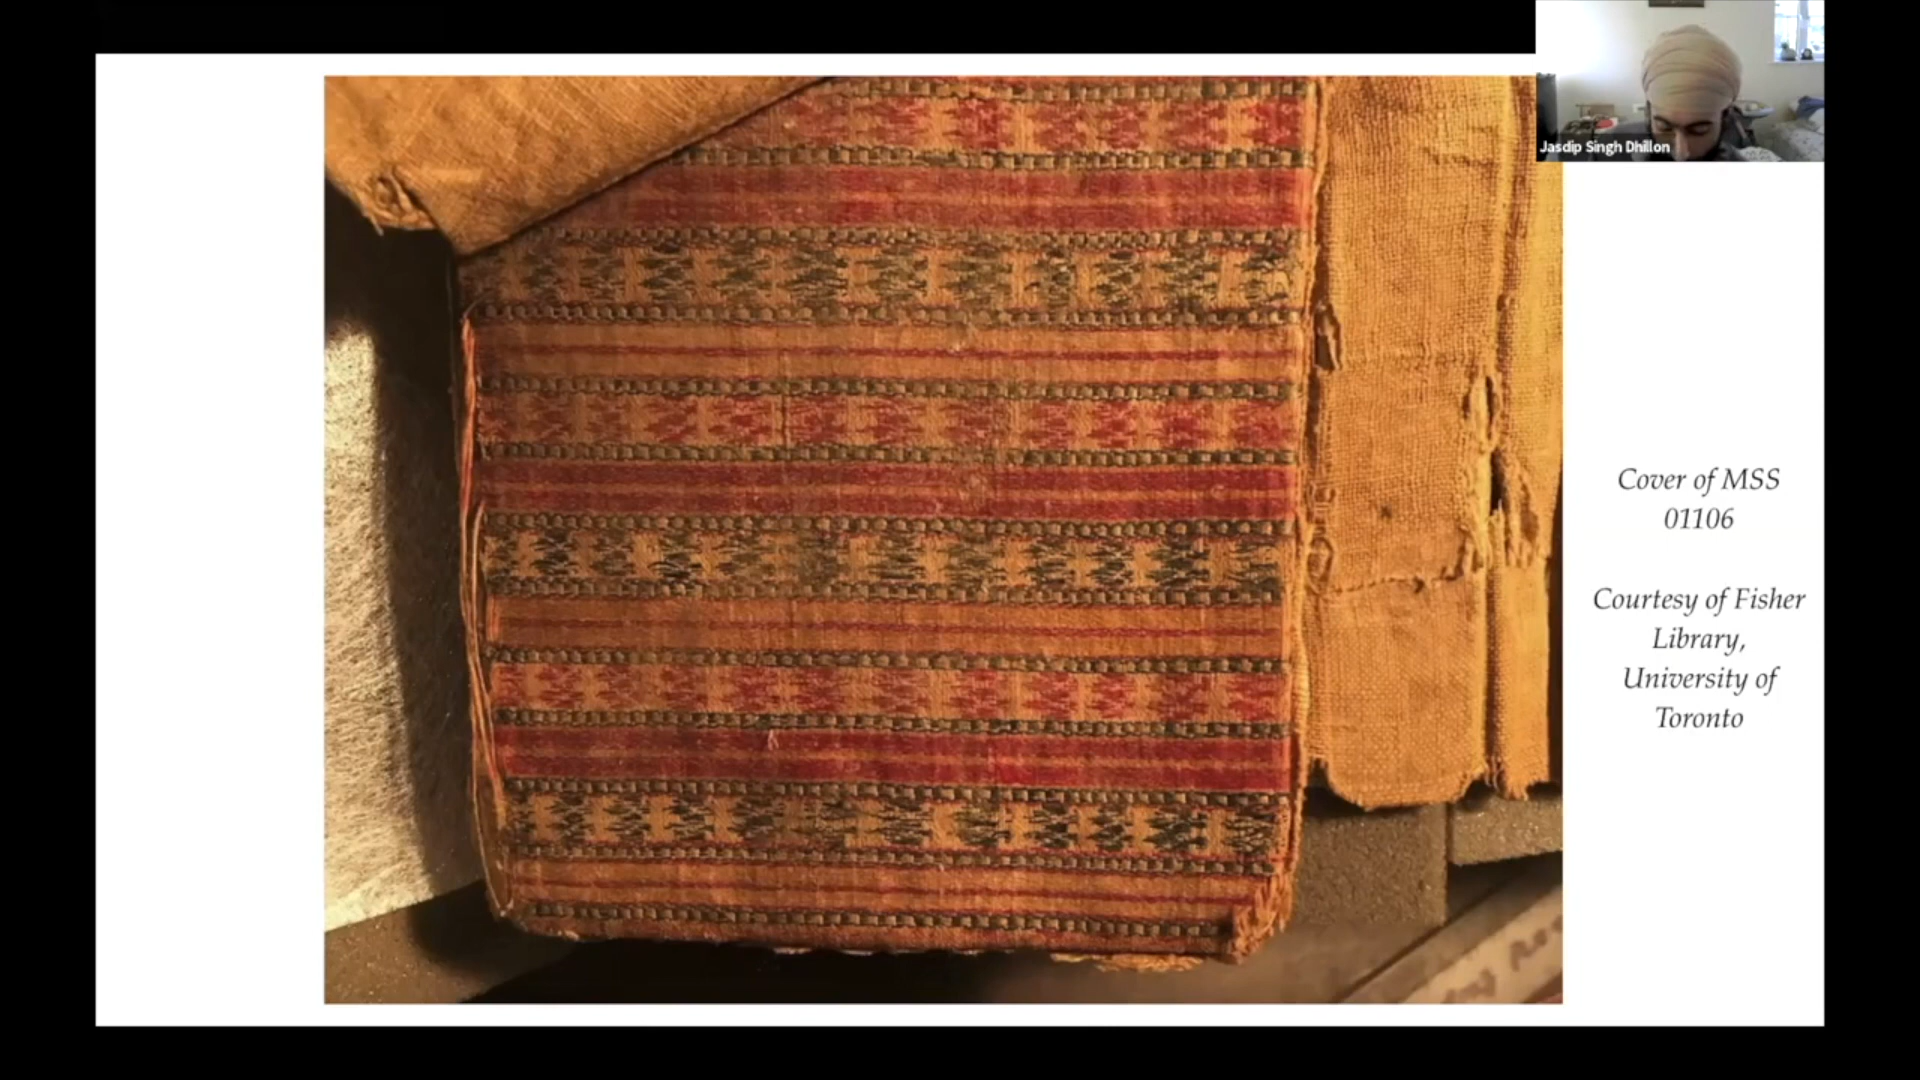 Jasdip Singh Dhillon
Cover of MSS
01106
Courtesy of Fisher
Library,
University of
Toronto